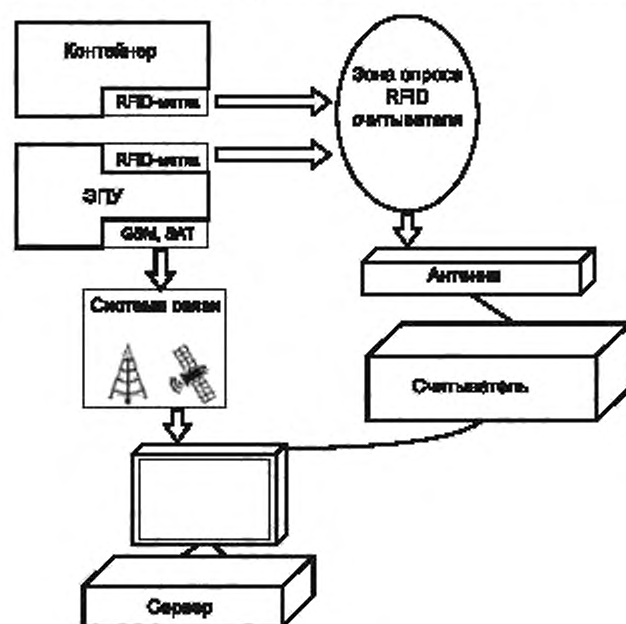 Контейнер
RFID-метка
Зона опроса
RFID
считывателя
RFID-метка
ЭПУ
GSM, SAT
Антенна
Система связи
Считыватель
Сервер